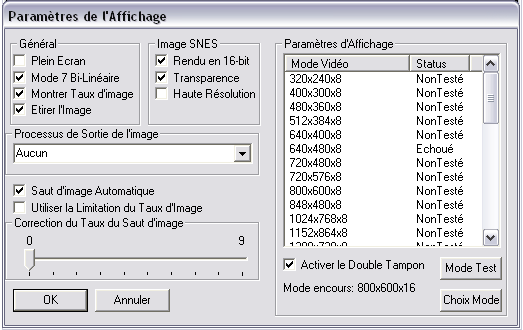 Paramètres de l'Affichage
Général
Plein Ecran
Mode 7 Bi-Linéaire
Montrer Taux d'image
Etirer l'Image
Image SNES
Rendu en 16-bit
Transparence
Haute Résolution
Processus de Sortie de l'image
Aucun
Saut d'image Automatique
Utiliser la Limitation du Taux d'Image
Correction du Taux du Saut d'image
0 9
OK Annuler
Paramètres d'Affichage
Mode Vidéo Status
320x240x8 NonTesté
400x300x8 NonTesté
480x360x8 NonTesté
512x384x8 NonTesté
640x400x8 NonTesté
640x480x8 Echoué
720x480x8 NonTesté
720x576x8 NonTesté
800x600x8 NonTesté
848x480x8 NonTesté
1024x768x8 NonTesté
1152x864x8 NonTesté
Activer le Double Tampon
Mode Test
Mode encours: 800x600x16
Choix Mode